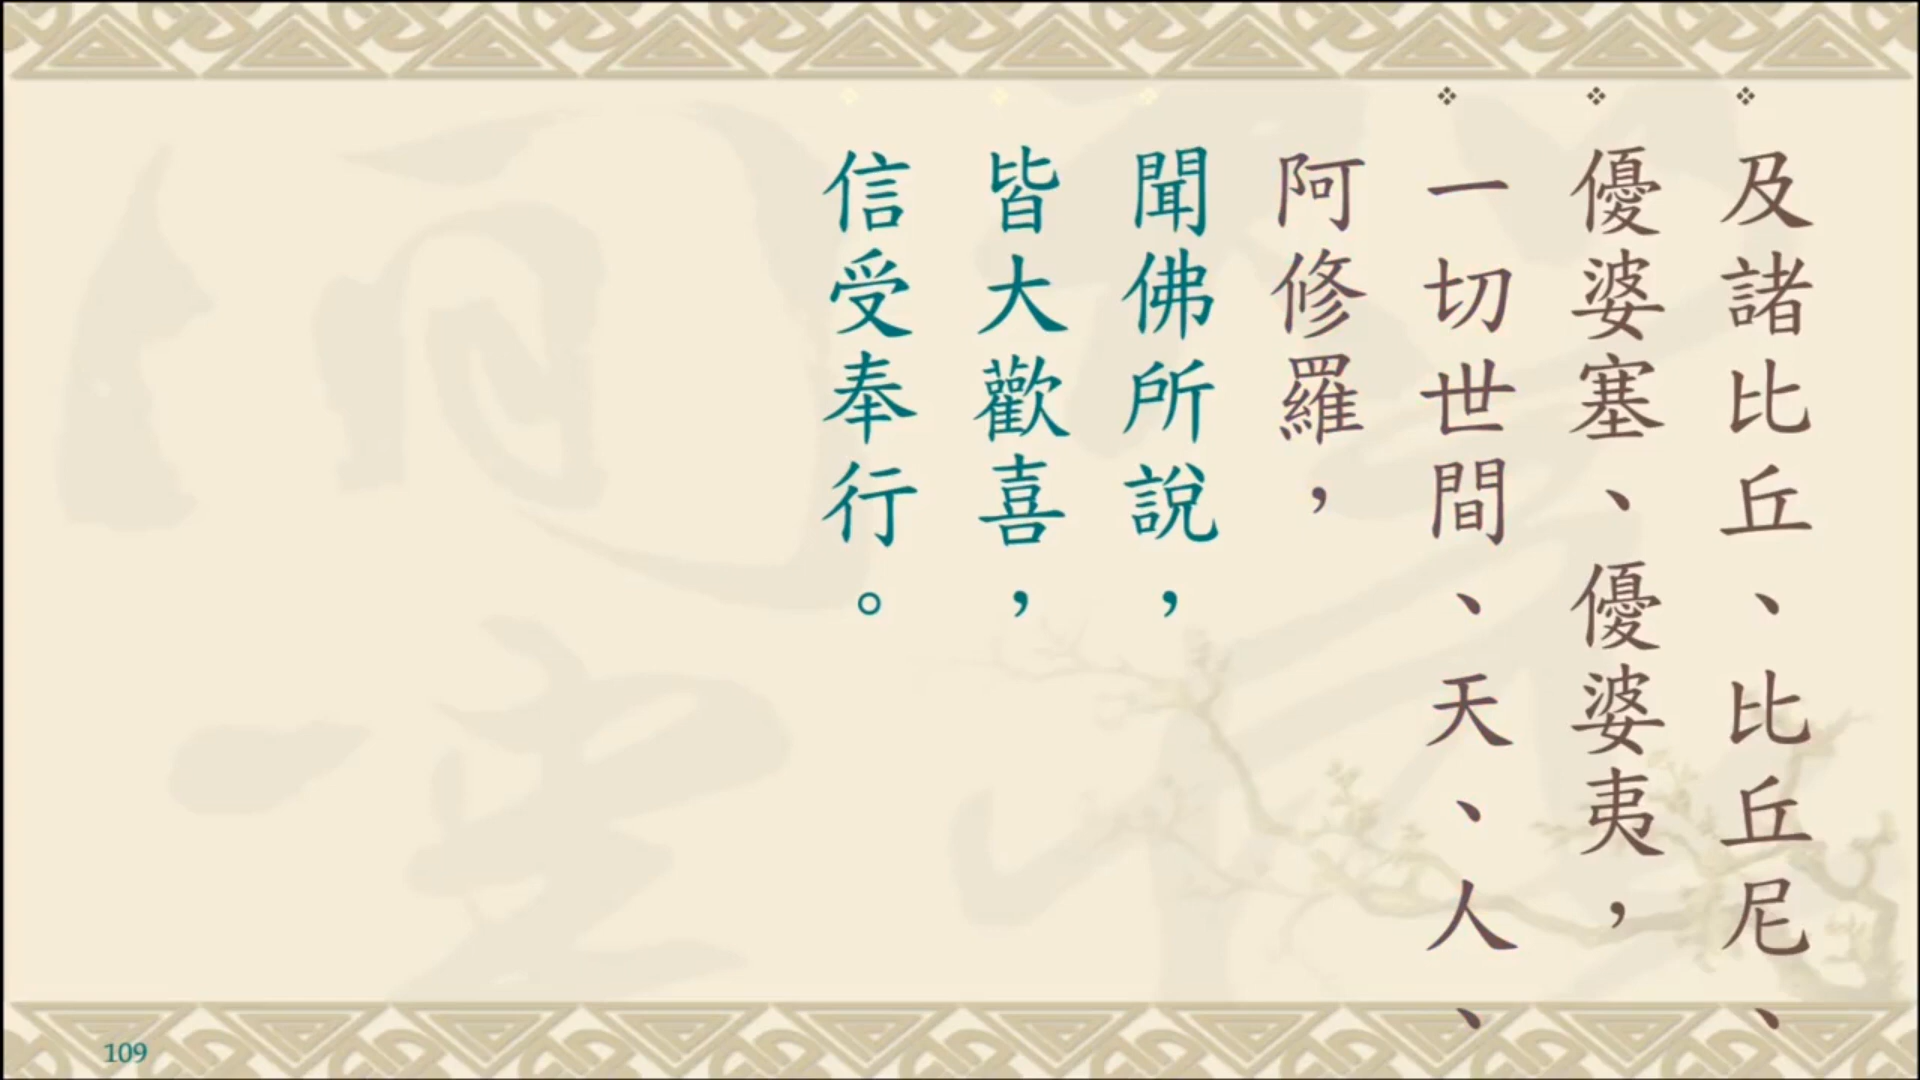 及諸比丘、比丘尼、
優婆塞、優婆夷，
一切世間、天、人、
阿修羅，
聞佛所說，
皆大歡喜，
信受奉行。
109